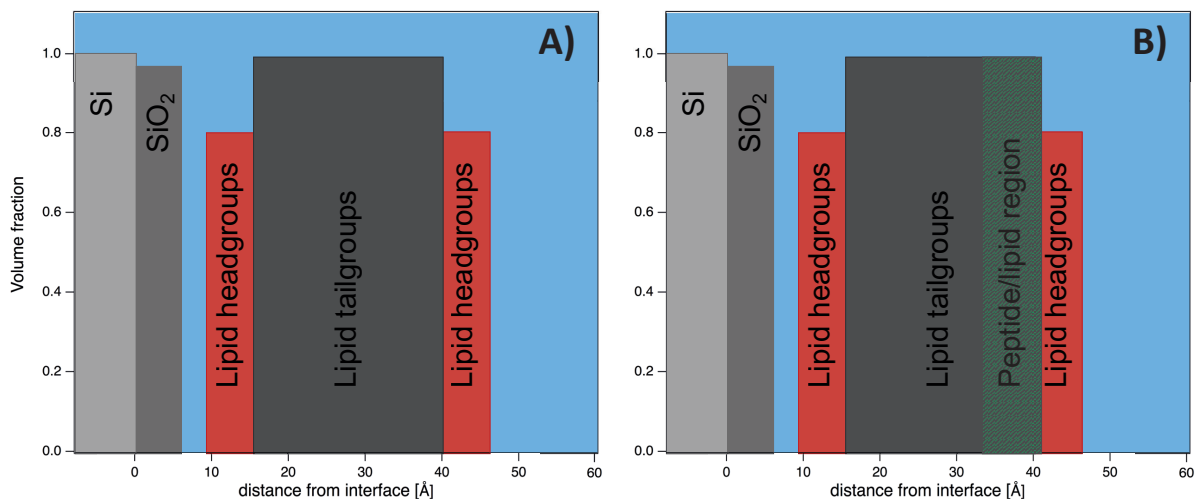 A)
Volume fraction
1.0
0.8
0.6
0.4
0.2
0.0
Si
SiO₂
Lipid headgroups
Lipid tailgroups
Lipid headgroups
0
10
20
30
40
50
60
distance from interface [Å]
B)
1.0
0.8
0.6
0.4
0.2
0.0
Si
SiO₂
Lipid headgroups
Lipid tailgroups
Peptide/lipid region
Lipid headgroups
0
10
20
30
40
50
60
distance from interface [Å]